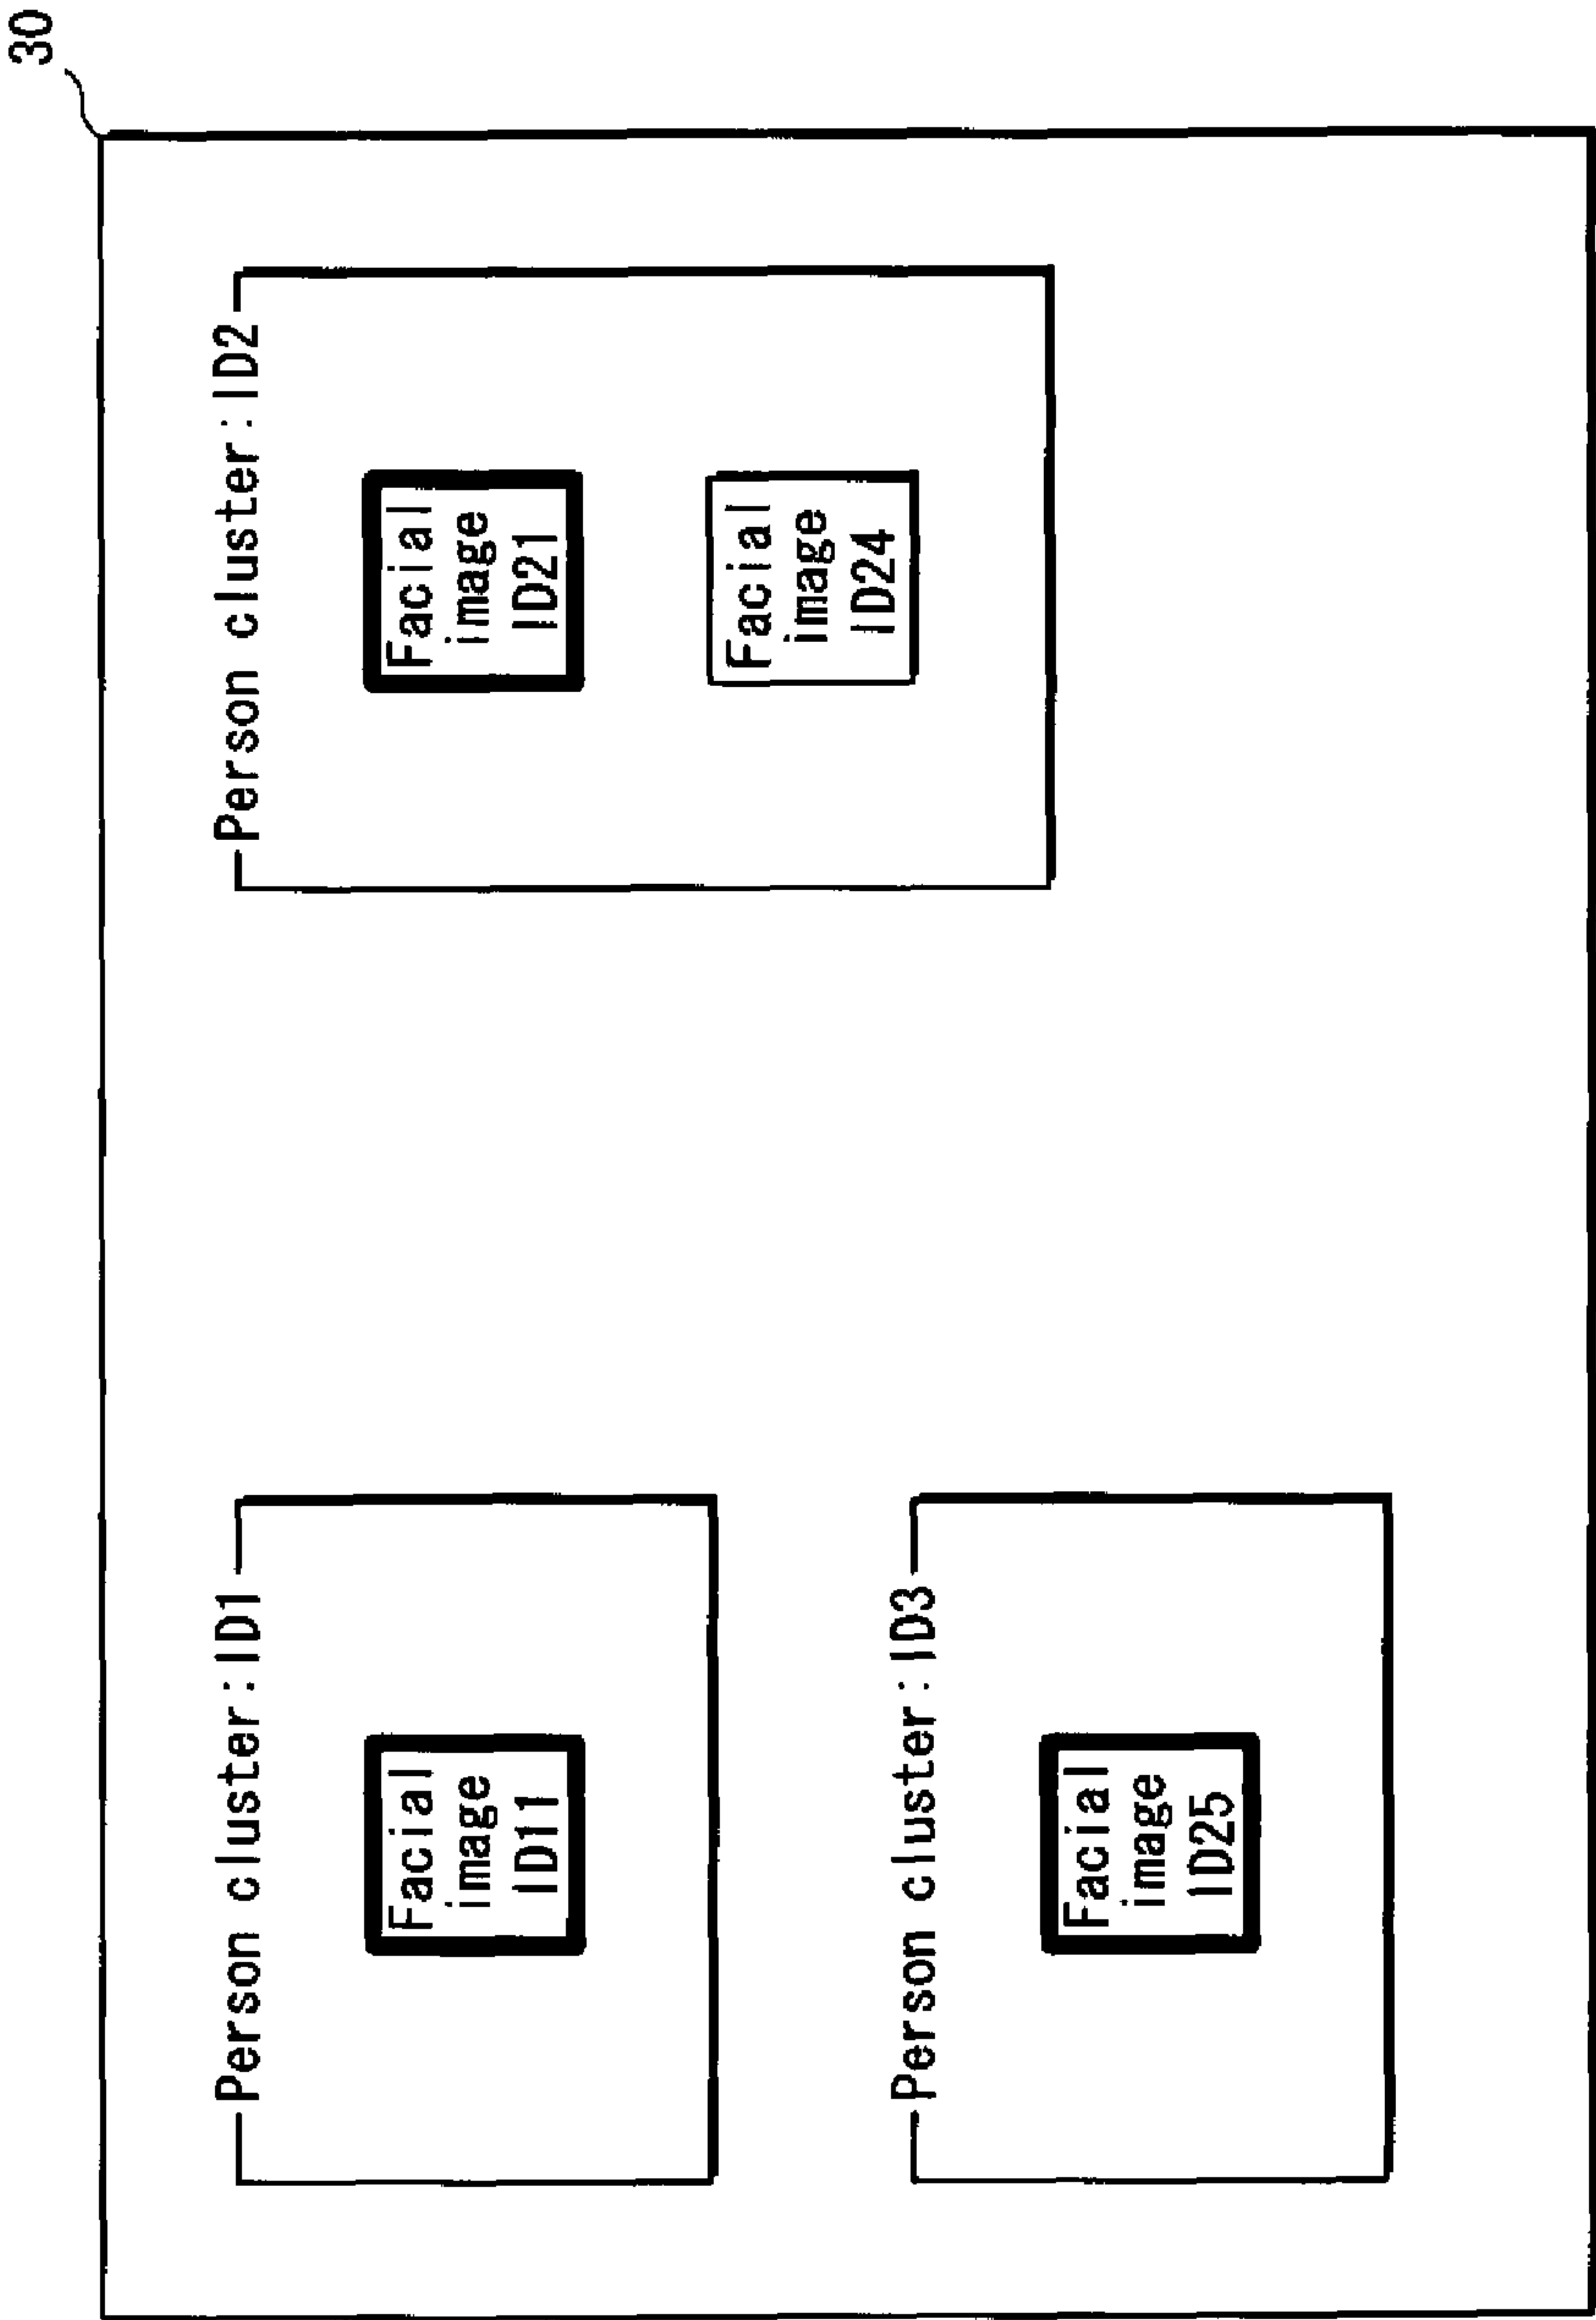 30
Person cluster:ID1
Facial
image
ID11
Person cluster:ID2
Facial
image
ID21
Facial
image
ID24
Person cluster:ID3
Facial
image
ID25